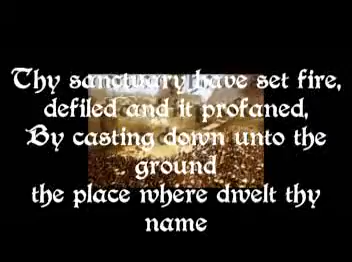 Thy sanctuary have set fire,
defiled and it profaned,
By casting down unto the
ground
the place where dwelt thy
name